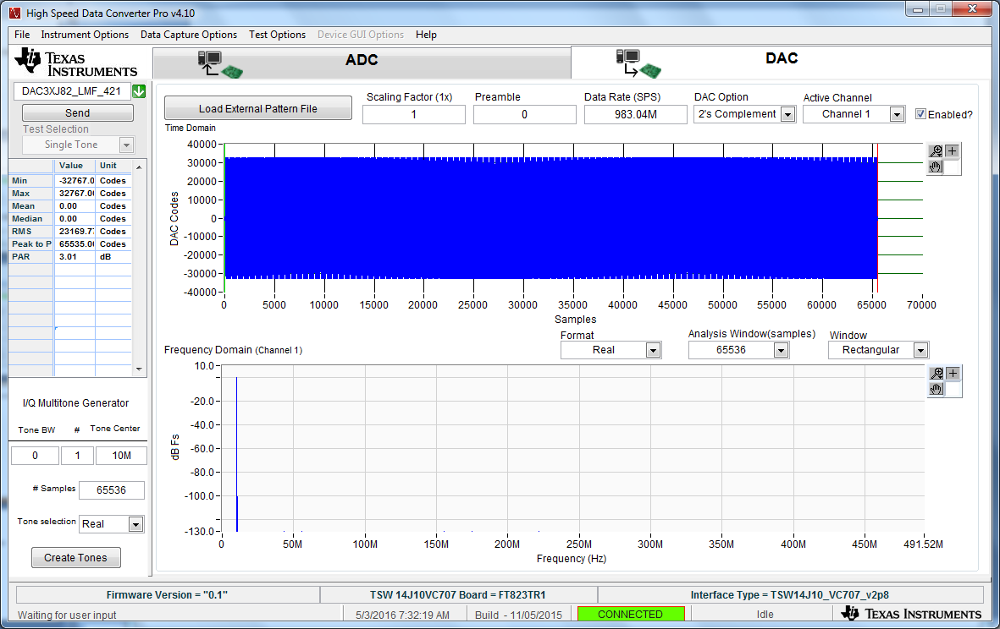 High Speed Data Converter Pro v4.10
File Instrument Options Data Capture Options Test Options Device GUI Options Help
TEXAS INSTRUMENTS
ADC
DAC
DAC3XJ82_LMF_421
Send
Test Selection
Single Tone
Value Unit
Min -32767.0 Codes
Max 32767.0 Codes
Mean 0.00 Codes
Median 0.00 Codes
RMS 23169.7 Codes
Peak to P 65535.0 Codes
PAR 3.01 dB
I/Q Multitone Generator
Tone BW # Tone Center
0 1 10M
# Samples 65536
Tone selection Real
Create Tones
Load External Pattern File
Scaling Factor (1x) Preamble Data Rate (SPS) DAC Option Active Channel
1 0 983.04M 2's Complement Channel 1 Enabled?
Time Domain
DAC Codes
40000
30000
20000
10000
0
-10000
-20000
-30000
-40000
0 5000 10000 15000 20000 25000 30000 35000 40000 45000 50000 55000 60000 65000 70000
Samples
Format Analysis Window(samples) Window
Real 65536 Rectangular
Frequency Domain (Channel 1)
dB Fs
10.0
-20.0
-40.0
-60.0
-80.0
-100.0
-130.0
0 50M 100M 150M 200M 250M 300M 350M 400M 450M 491.52M
Frequency (Hz)
Firmware Version = "0.1" TSW 14J10VC707 Board = FT823TR1 Interface Type = TSW14J10_VC707_v2p8
Waiting for user input 5/3/2016 7:32:19 AM Build - 11/05/2015 CONNECTED Idle TEXAS INSTRUMENTS